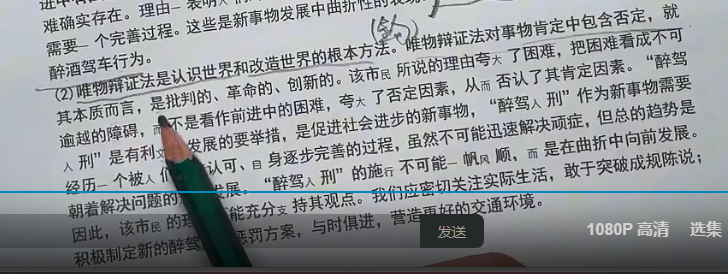 难确实存在。理由一表明人们
需要一个完善过程。这些是新事物发展中曲折性的表现
醉酒驾车行为。
(2)唯物辩证法是认识世界和改造世界的根本方法。唯物辩证法对事物肯定中包含否定,就
其本质而言,是批判的、革命的、创新的。该市民所说的理由夸大了困难,把困难看成不可
逾越的障碍,而不是看作前进中的困难,夸大了否定因素,从而否认了其肯定因素。“醉驾
入刑”是有利 发展的要举措,是促进社会进步的新事物,“醉驾入刑”作为新事物需要
经历一个被人 认可、自身逐步完善的过程,虽然不可能迅速解决顽症,但总的趋势是
朝着解决问题的 发展。“醉驾入刑”的施行不可能一帆风顺,而是在曲折中向前发展。
因此,该市民的理 能充分支持其观点。我们应密切关注实际生活,敢于突破成规陈说;
积极制定新的醉驾 惩罚方案,与时俱进,营造更好的交通环境。
发送
1080P 高清 选集